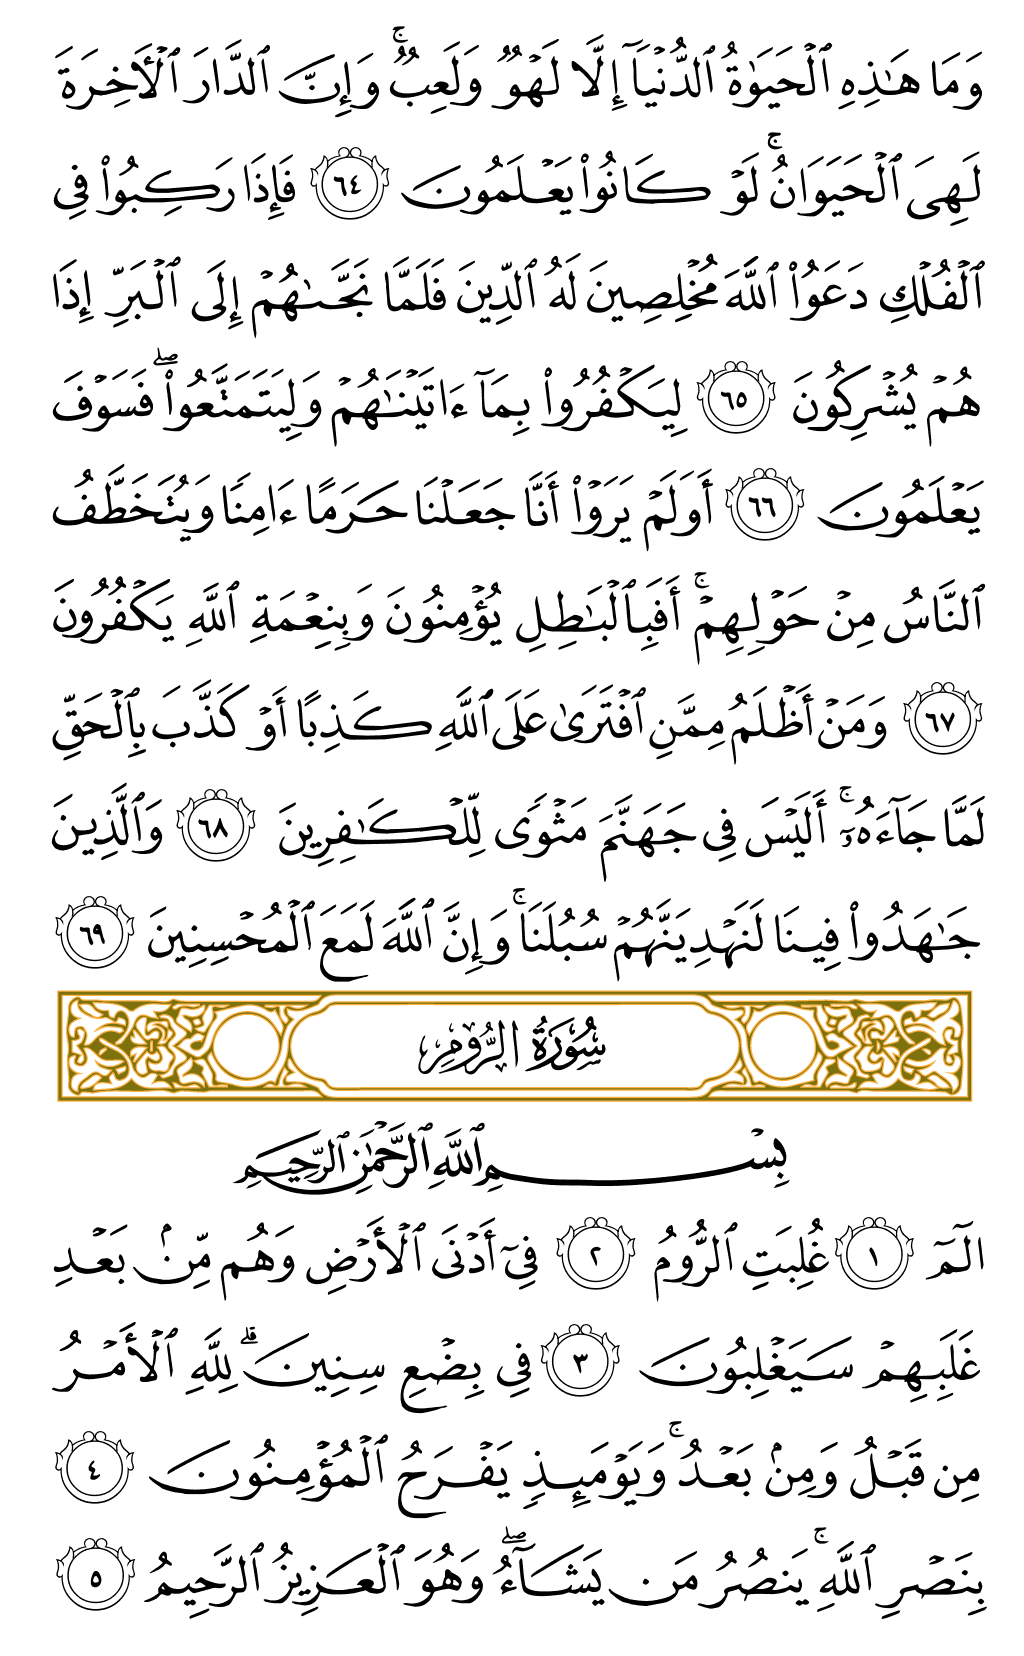 وَمَا هَٰذِهِ ٱلْحَيَوٰةُ ٱلدُّنْيَآ إِلَّا لَهْوٌ وَلَعِبٌ ۚ وَإِنَّ ٱلدَّارَ ٱلْـَٔاخِرَةَ
لَهِىَ ٱلْحَيَوَانُ ۚ لَوْ كَانُوا۟ يَعْلَمُونَ ٦٤ فَإِذَا رَكِبُوا۟ فِى
ٱلْفُلْكِ دَعَوُا۟ ٱللَّهَ مُخْلِصِينَ لَهُ ٱلدِّينَ فَلَمَّا نَجَّىٰهُمْ إِلَى ٱلْبَرِّ إِذَا
هُمْ يُشْرِكُونَ ٦٥ لِيَكْفُرُوا۟ بِمَآ ءَاتَيْنَٰهُمْ وَلِيَتَمَتَّعُوا۟ ۖ فَسَوْفَ
يَعْلَمُونَ ٦٦ أَوَلَمْ يَرَوْا۟ أَنَّا جَعَلْنَا حَرَمًا ءَامِنًا وَيُتَخَطَّفُ
ٱلنَّاسُ مِنْ حَوْلِهِمْ ۚ أَفَبِٱلْبَٰطِلِ يُؤْمِنُونَ وَبِنِعْمَةِ ٱللَّهِ يَكْفُرُونَ
٦٧ وَمَنْ أَظْلَمُ مِمَّنِ ٱفْتَرَىٰ عَلَى ٱللَّهِ كَذِبًا أَوْ كَذَّبَ بِٱلْحَقِّ
لَمَّا جَآءَهُۥٓ ۚ أَلَيْسَ فِى جَهَنَّمَ مَثْوًى لِّلْكَٰفِرِينَ ٦٨ وَٱلَّذِينَ
جَٰهَدُوا۟ فِينَا لَنَهْدِيَنَّهُمْ سُبُلَنَا ۚ وَإِنَّ ٱللَّهَ لَمَعَ ٱلْمُحْسِنِينَ ٦٩
سُورَةُ الرُّومِ
بِسْمِ ٱللَّهِ ٱلرَّحْمَٰنِ ٱلرَّحِيمِ
الٓمٓ ١ غُلِبَتِ ٱلرُّومُ ٢ فِىٓ أَدْنَى ٱلْأَرْضِ وَهُم مِّنۢ بَعْدِ
غَلَبِهِمْ سَيَغْلِبُونَ ٣ فِى بِضْعِ سِنِينَ ۗ لِلَّهِ ٱلْأَمْرُ
مِن قَبْلُ وَمِنۢ بَعْدُ ۚ وَيَوْمَئِذٍ يَفْرَحُ ٱلْمُؤْمِنُونَ ٤
بِنَصْرِ ٱللَّهِ ۚ يَنصُرُ مَن يَشَآءُ ۖ وَهُوَ ٱلْعَزِيزُ ٱلرَّحِيمُ ٥